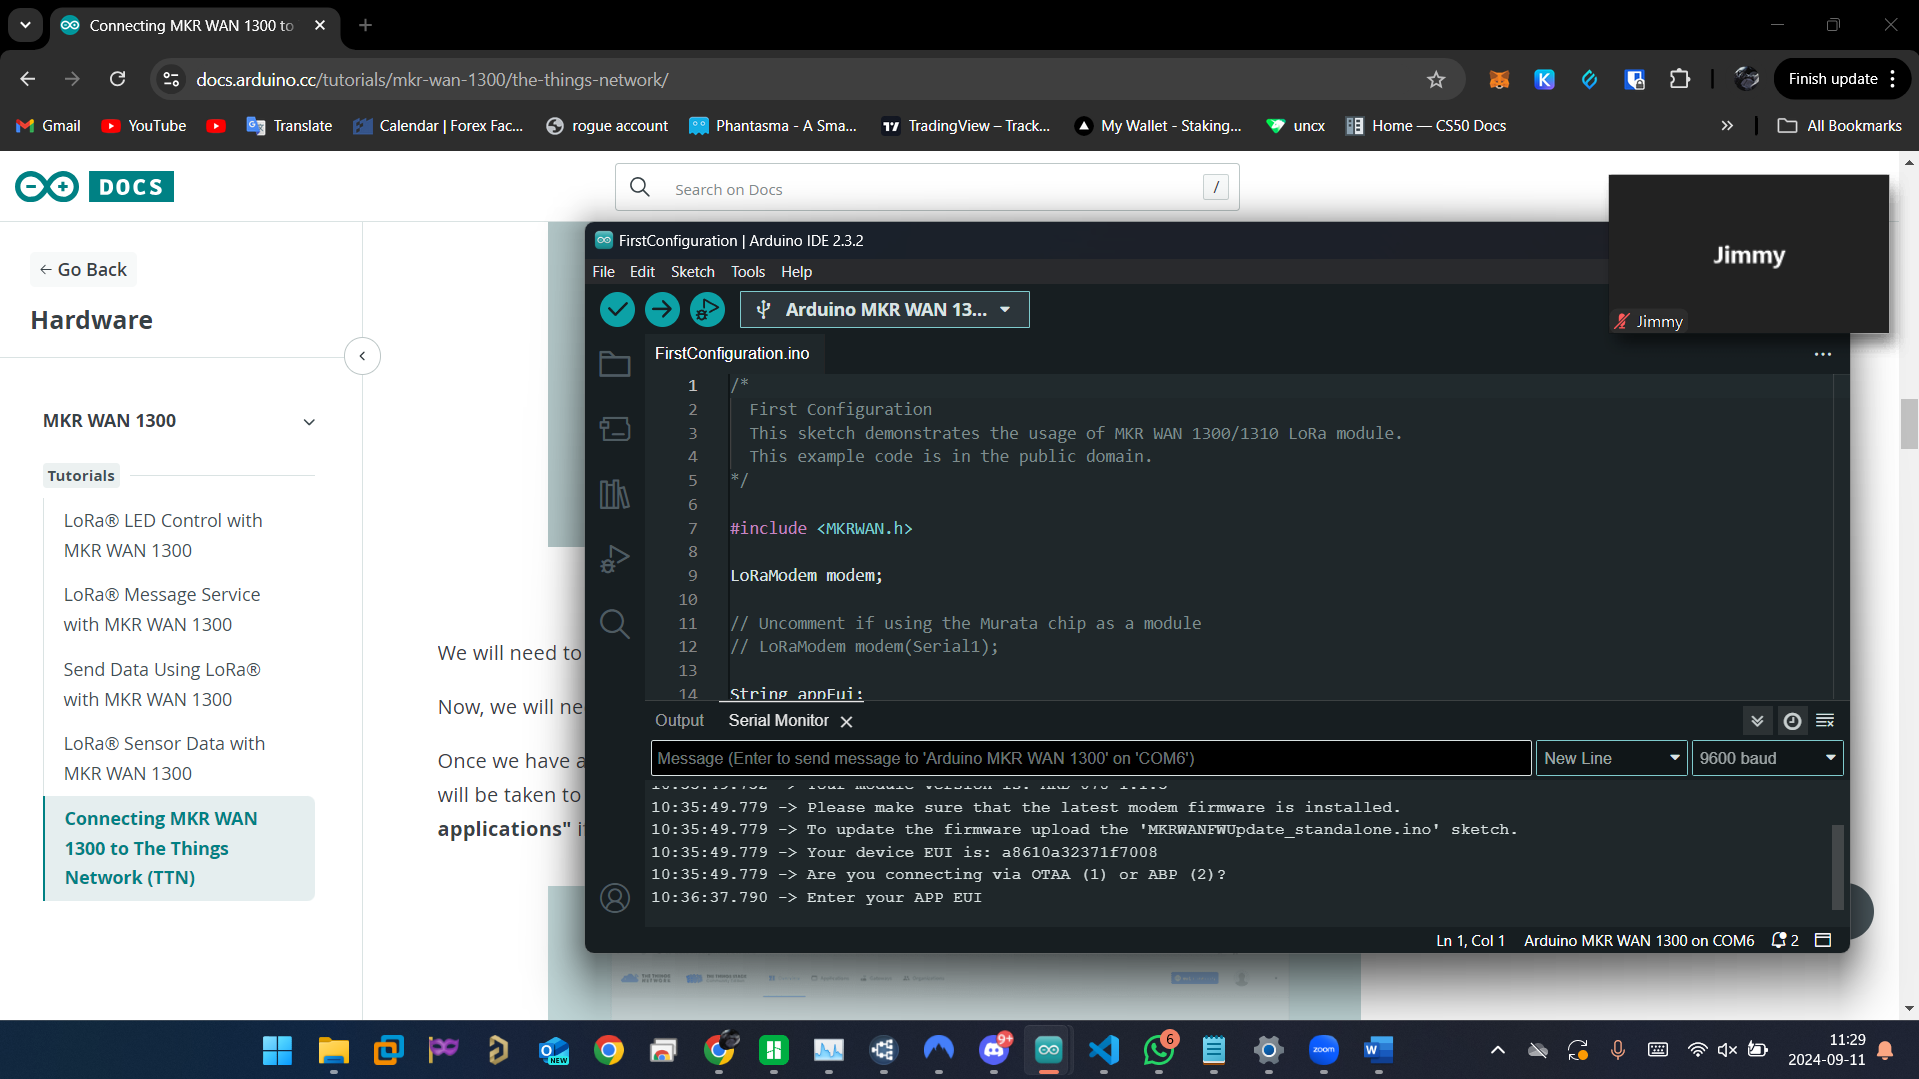 Connecting MKR WAN 1300 to
docs.arduino.cc/tutorials/mkr-wan-1300/the-things-network/
Finish update
Gmail
YouTube
Translate
Calendar | Forex Fac...
rogue account
Phantasma - A Sma...
TradingView – Track...
My Wallet - Staking...
uncx
Home — CS50 Docs
All Bookmarks
DOCS
Search on Docs
/
Go Back
Hardware
MKR WAN 1300
Tutorials
LoRa® LED Control with
MKR WAN 1300
LoRa® Message Service
with MKR WAN 1300
Send Data Using LoRa®
with MKR WAN 1300
LoRa® Sensor Data with
MKR WAN 1300
Connecting MKR WAN
1300 to The Things
Network (TTN)
We will need to
Now, we will ne
Once we have a
will be taken to
applications"
FirstConfiguration | Arduino IDE 2.3.2
File Edit Sketch Tools Help
Arduino MKR WAN 13...
FirstConfiguration.ino
1 /*
2 First Configuration
3 This sketch demonstrates the usage of MKR WAN 1300/1310 LoRa module.
4 This example code is in the public domain.
5 */
6
7 #include <MKRWAN.h>
8
9 LoRaModem modem;
10
11 // Uncomment if using the Murata chip as a module
12 // LoRaModem modem(Serial1);
13
14 String appEui;
Output Serial Monitor
Message (Enter to send message to 'Arduino MKR WAN 1300' on 'COM6')
New Line
9600 baud
10:35:49.779 -> Please make sure that the latest modem firmware is installed.
10:35:49.779 -> To update the firmware upload the 'MKRWANFWUpdate_standalone.ino' sketch.
10:35:49.779 -> Your device EUI is: a8610a32371f7008
10:35:49.779 -> Are you connecting via OTAA (1) or ABP (2)?
10:36:37.790 -> Enter your APP EUI
Ln 1, Col 1 Arduino MKR WAN 1300 on COM6 2
Jimmy
Jimmy
NEW
9+
6
zoom
11:29
2024-09-11